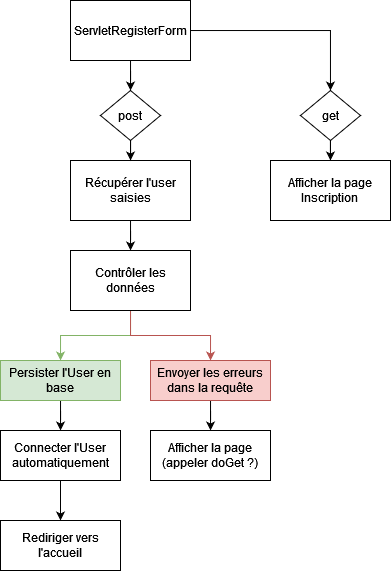 ServletRegisterForm
post
get
Récupérer l'user
saisies
Afficher la page
Inscription
Contrôler les
données
Persister l'User en
base
Envoyer les erreurs
dans la requête
Connecter l'User
automatiquement
Afficher la page
(appeler doGet ?)
Rediriger vers
l'accueil